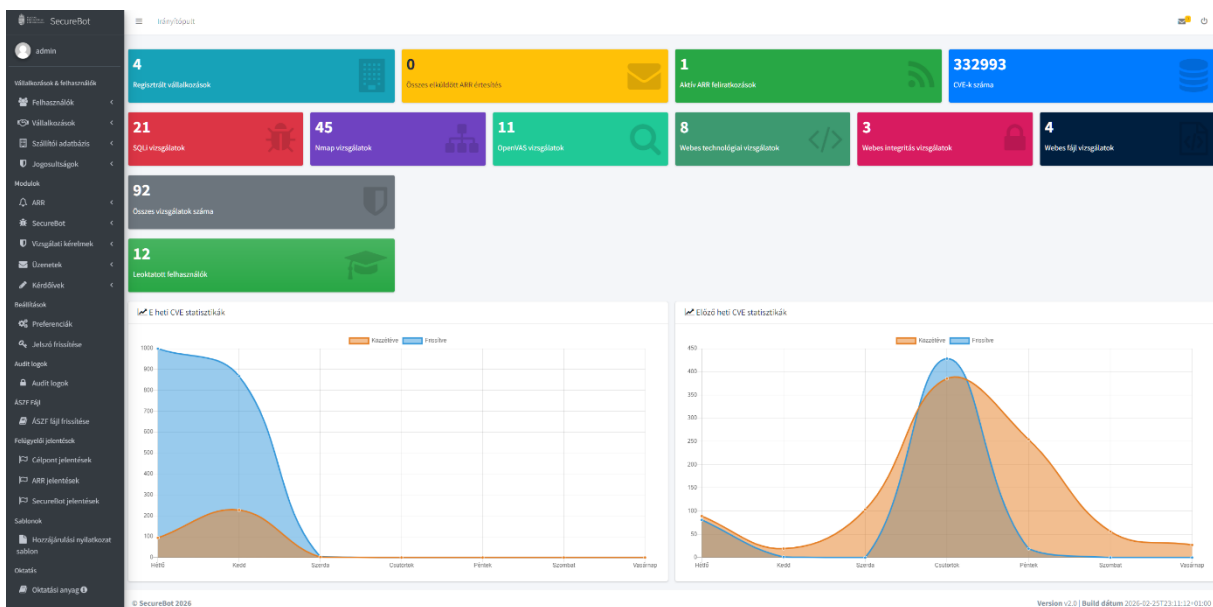 SecureBot
Irányítópult
admin
Vállalkozások & felhasználók
Felhasználók
Vállalkozások
Szállítói adatbázis
Jogosultságok
Modulok
ARR
SecureBot
Vizsgálati kérelmek
Üzenetek
Kérdőívek
Beállítások
Preferenciák
Jelszó frissítése
Audit logok
Audit logok
ÁSZF Fájl
ÁSZF fájl frissítése
Felügyelői jelentések
Célpont jelentések
ARR jelentések
SecureBot jelentések
Sablonok
Hozzájárulási nyilatkozat
sablon
Oktatás
Oktatási anyag
4
Regisztrált vállalkozások
0
Összes elküldött ARR értesítés
1
Aktív ARR feliratkozások
332993
CVE-k száma
21
SQLi vizsgálatok
45
Nmap vizsgálatok
11
OpenVAS vizsgálatok
8
Webes technológiai vizsgálatok
3
Webes integritás vizsgálatok
4
Webes fájl vizsgálatok
92
Összes vizsgálatok száma
12
Leoktatott felhasználók
E heti CVE statisztikák
Közzétéve Frissítve
1000
900
800
700
600
500
400
300
200
100
0
Hétfő Kedd Szerda Csütörtök Péntek Szombat Vasárnap
Előző heti CVE statisztikák
Közzétéve Frissítve
450
400
350
300
250
200
150
100
50
0
Hétfő Kedd Szerda Csütörtök Péntek Szombat Vasárnap
© SecureBot 2026
Version v2.0 | Build dátum 2026-02-25T23:11:12+01:00